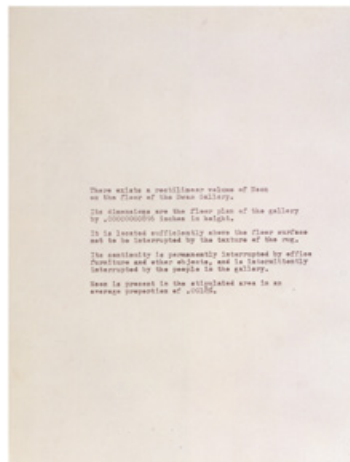 There exists a rectilinear volume of Neon
on the floor of the Dwan Gallery.
Its dimensions are the floor plan of the gallery
by inches in height.
It is located sufficiently above the floor surface
not to be interrupted by the texture of the rug.
Its continuity is permanently interrupted by office
furniture and other objects, and is intermittently
interrupted by the people in the gallery.
Neon is present in the stipulated area in an
average properties of